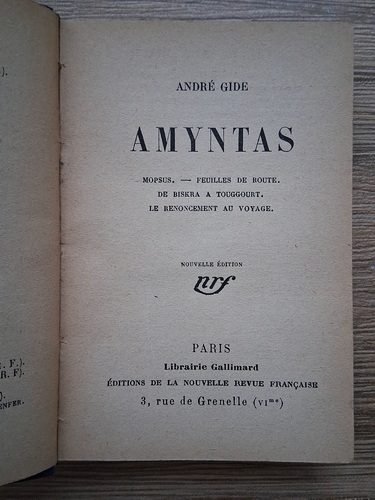 ).
: F.).
R. F).
).
ENFER.
ANDRÉ GIDE
AMYNTAS
MOPSUS. — FEUILLES DE ROUTE.
DE BISKRA A TOUGGOURT.
LE RENONCEMENT AU VOYAGE.
NOUVELLE ÉDITION
nrf
PARIS
Librairie Gallimard
ÉDITIONS DE LA NOUVELLE REVUE FRANÇAISE
3, rue de Grenelle (VIme)